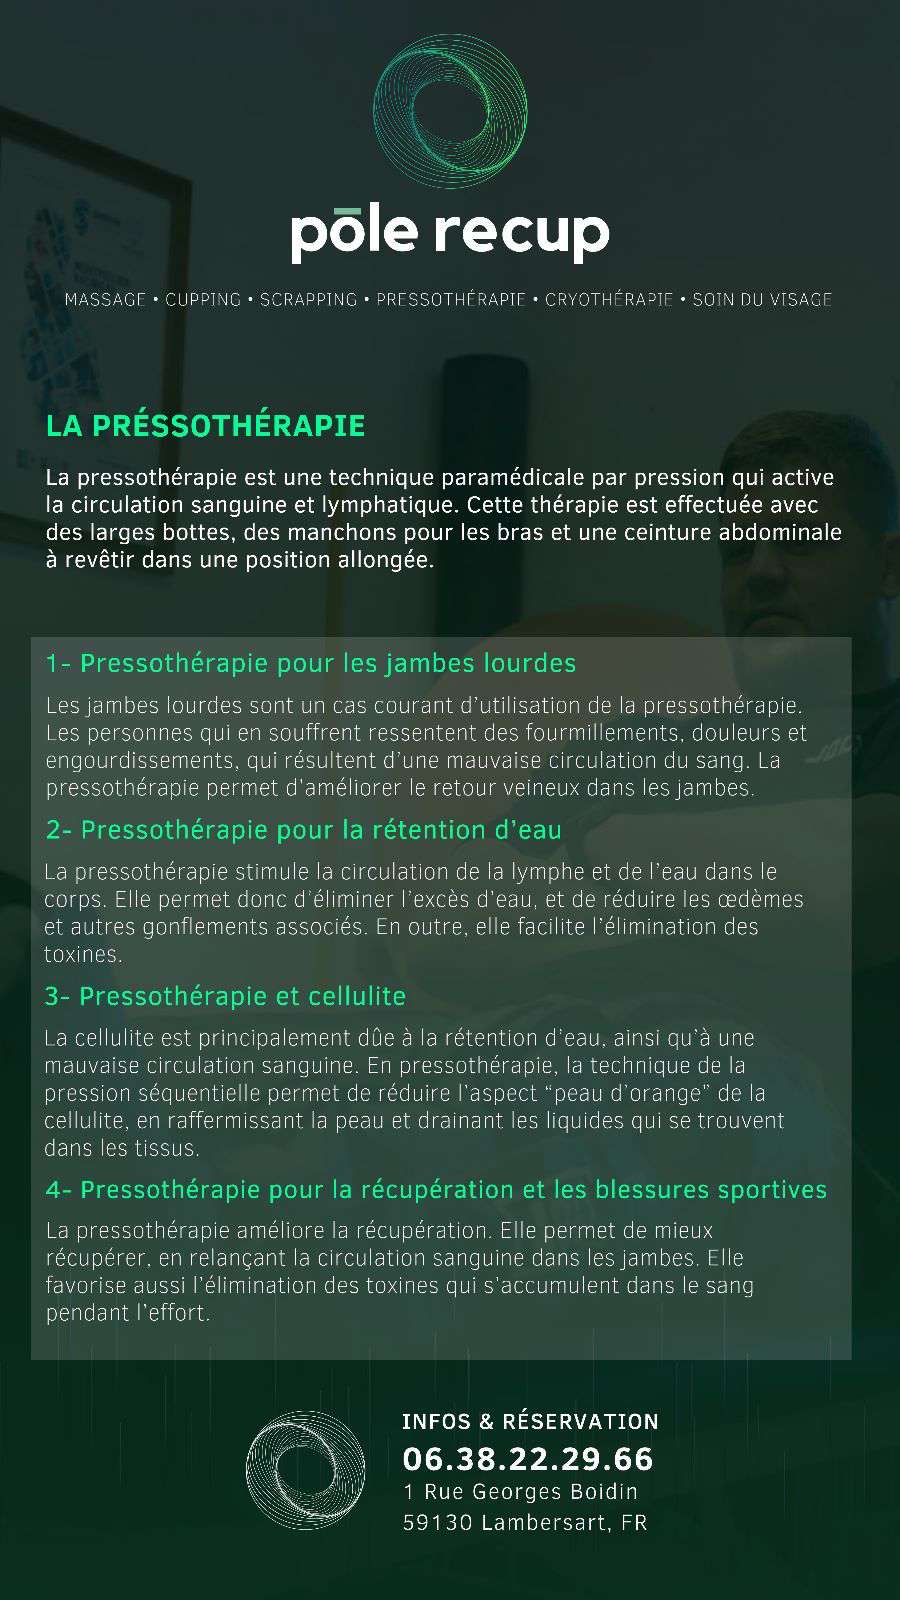 pōle recup
MASSAGE • CUPPING • SCRAPPING • PRESSOTHÉRAPIE • CRYOTHÉRAPIE • SOIN DU VISAGE
LA PRÉSSOTHÉRAPIE
La pressothérapie est une technique paramédicale par pression qui active
la circulation sanguine et lymphatique. Cette thérapie est effectuée avec
des larges bottes, des manchons pour les bras et une ceinture abdominale
à revêtir dans une position allongée.
1- Pressothérapie pour les jambes lourdes
Les jambes lourdes sont un cas courant d'utilisation de la pressothérapie.
Les personnes qui en souffrent ressentent des fourmillements, douleurs et
engourdissements, qui résultent d'une mauvaise circulation du sang. La
pressothérapie permet d'améliorer le retour veineux dans les jambes.
2- Pressothérapie pour la rétention d'eau
La pressothérapie stimule la circulation de la lymphe et de l'eau dans le
corps. Elle permet donc d'éliminer l'excès d'eau, et de réduire les œdèmes
et autres gonflements associés. En outre, elle facilite l'élimination des
toxines.
3- Pressothérapie et cellulite
La cellulite est principalement dûe à la rétention d'eau, ainsi qu'à une
mauvaise circulation sanguine. En pressothérapie, la technique de la
pression séquentielle permet de réduire l'aspect "peau d'orange" de la
cellulite, en raffermissant la peau et drainant les liquides qui se trouvent
dans les tissus.
4- Pressothérapie pour la récupération et les blessures sportives
La pressothérapie améliore la récupération. Elle permet de mieux
récupérer, en relançant la circulation sanguine dans les jambes. Elle
favorise aussi l'élimination des toxines qui s'accumulent dans le sang
pendant l'effort.
INFOS & RÉSERVATION
06.38.22.29.66
1 Rue Georges Boidin
59130 Lambersart, FR